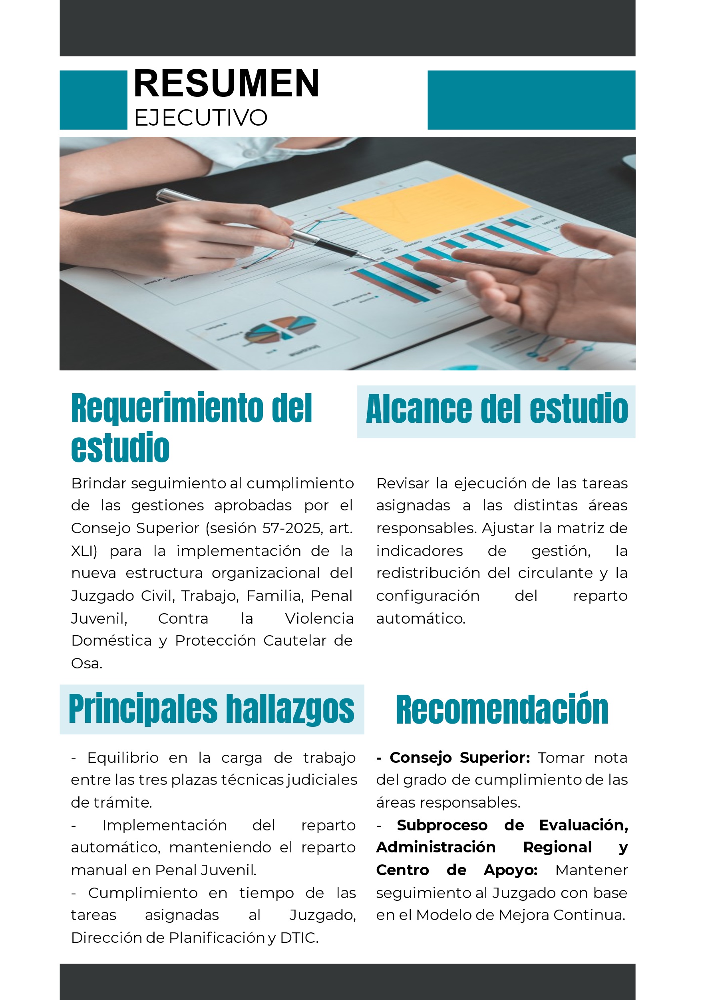 RESUMEN
EJECUTIVO
Requerimiento del
estudio
Brindar seguimiento al cumplimiento
de las gestiones aprobadas por el
Consejo Superior (sesión 57-2025, art.
XLI) para la implementación de la
nueva estructura organizacional del
Juzgado Civil, Trabajo, Familia, Penal
Juvenil, Contra la Violencia
Doméstica y Protección Cautelar de
Osa.
Alcance del estudio
Revisar la ejecución de las tareas
asignadas a las distintas áreas
responsables. Ajustar la matriz de
indicadores de gestión, la
redistribución del circulante y la
configuración del reparto
automático.
Principales hallazgos
- Equilibrio en la carga de trabajo
entre las tres plazas técnicas judiciales
de trámite.
- Implementación del reparto
automático, manteniendo el reparto
manual en Penal Juvenil.
- Cumplimiento en tiempo de las
tareas asignadas al Juzgado,
Dirección de Planificación y DTIC.
Recomendación
- Consejo Superior: Tomar nota
del grado de cumplimiento de las
áreas responsables.
- Subproceso de Evaluación,
Administración Regional y
Centro de Apoyo: Mantener
seguimiento al Juzgado con base
en el Modelo de Mejora Continua.